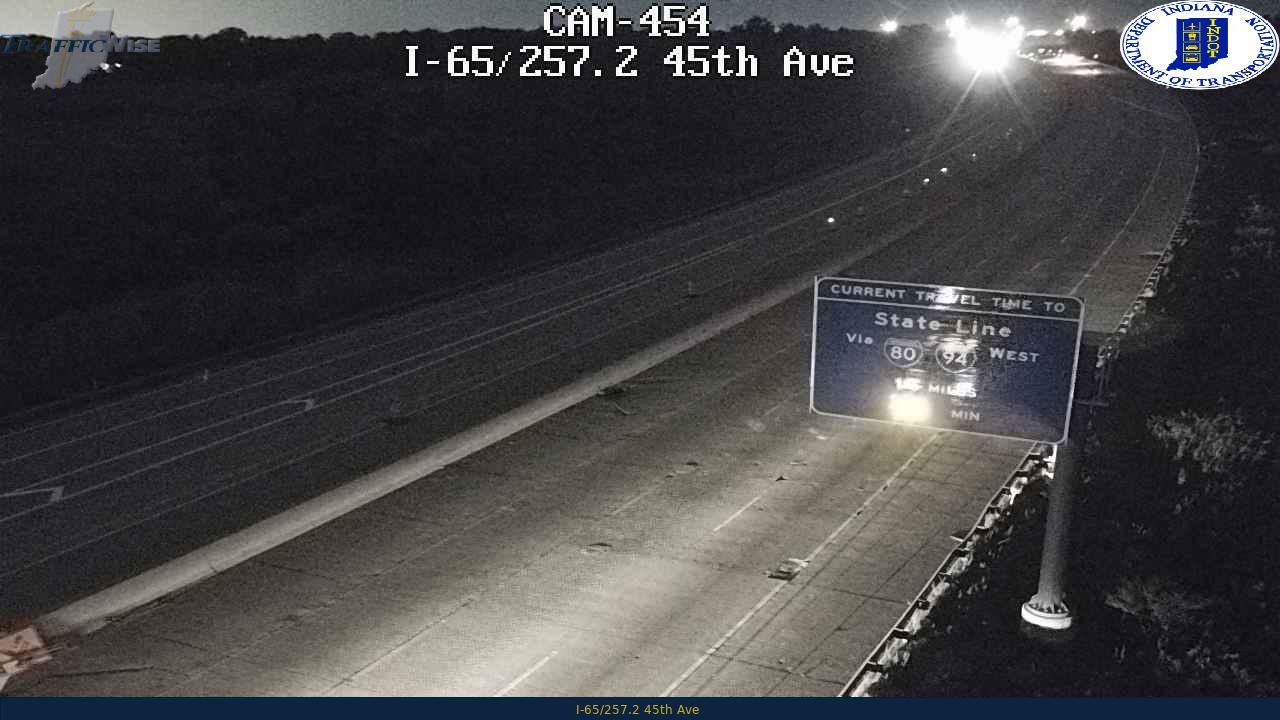 CAM-454
I-65/257.2 45th Ave
TRAFFICWISE
INDIANA
DEPARTMENT OF TRANSPORTATION
INDOT
CURRENT TRAVEL TIME TO
State Line
Via 80 94 WEST
MILES
MIN
I-65/257.2 45th Ave